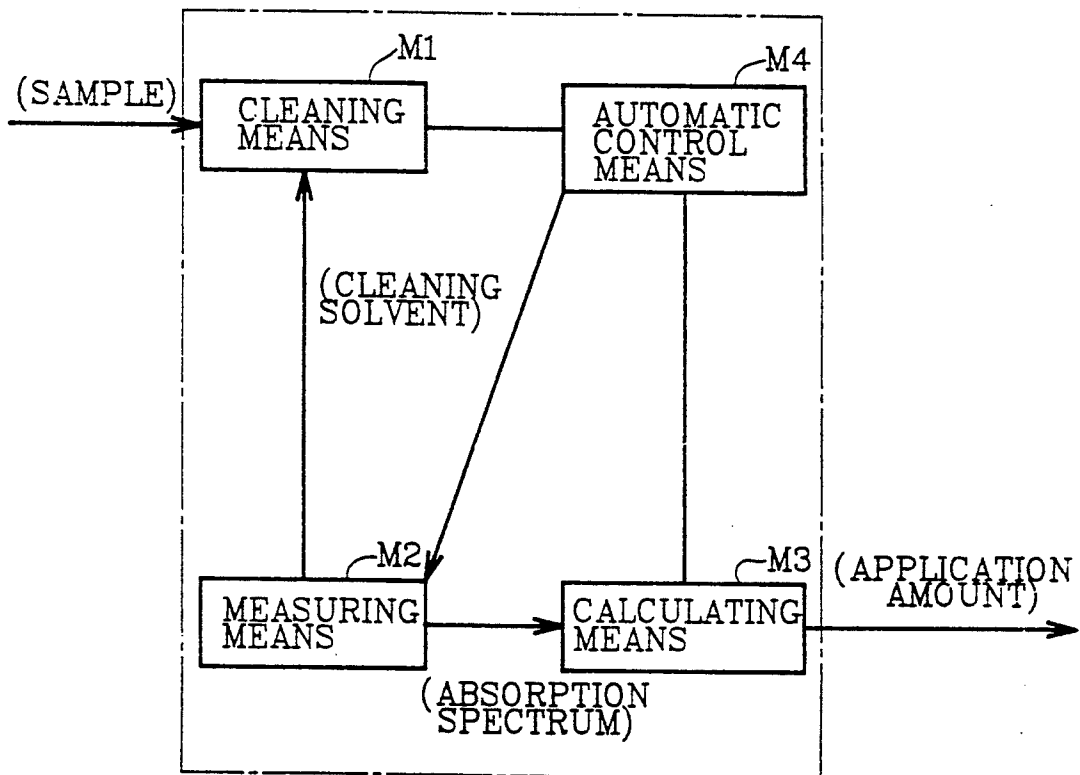 M1
M4
(SAMPLE)
CLEANING
MEANS
AUTOMATIC
CONTROL
MEANS
(CLEANING
SOLVENT)
M2
M3
(APPLICATION
AMOUNT)
MEASURING
MEANS
CALCULATING
MEANS
(ABSORPTION
SPECTRUM)